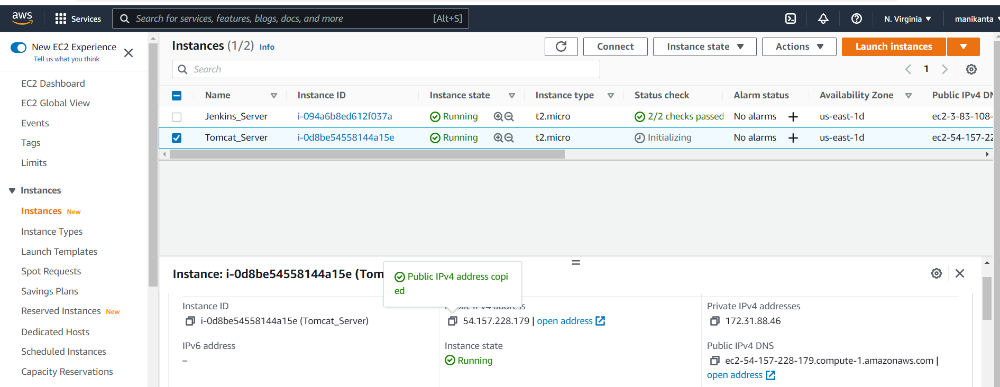 aws
Services
Search for services, features, blogs, docs, and more [Alt+S]
N. Virginia
manikanta
New EC2 Experience
Tell us what you think
EC2 Dashboard
EC2 Global View
Events
Tags
Limits
Instances
Instances New
Instance Types
Launch Templates
Spot Requests
Savings Plans
Reserved Instances New
Dedicated Hosts
Scheduled Instances
Capacity Reservations
Instances (1/2) Info
Connect
Instance state
Actions
Launch instances
Search
1
Name Instance ID Instance state Instance type Status check Alarm status Availability Zone Public IPv4 DN
Jenkins_Server i-094a6b8ed612f037a Running t2.micro 2/2 checks passed No alarms + us-east-1d ec2-3-83-108-
Tomcat_Server i-0d8be54558144a15e Running t2.micro Initializing No alarms + us-east-1d ec2-54-157-22
Instance: i-0d8be54558144a15e (Tom
Public IPv4 address copi
ed
Instance ID
i-0d8be54558144a15e (Tomcat_Server)
Public IPv4 address
54.157.228.179 | open address
Private IPv4 addresses
172.31.88.46
IPv6 address
–
Instance state
Running
Public IPv4 DNS
ec2-54-157-228-179.compute-1.amazonaws.com |
open address